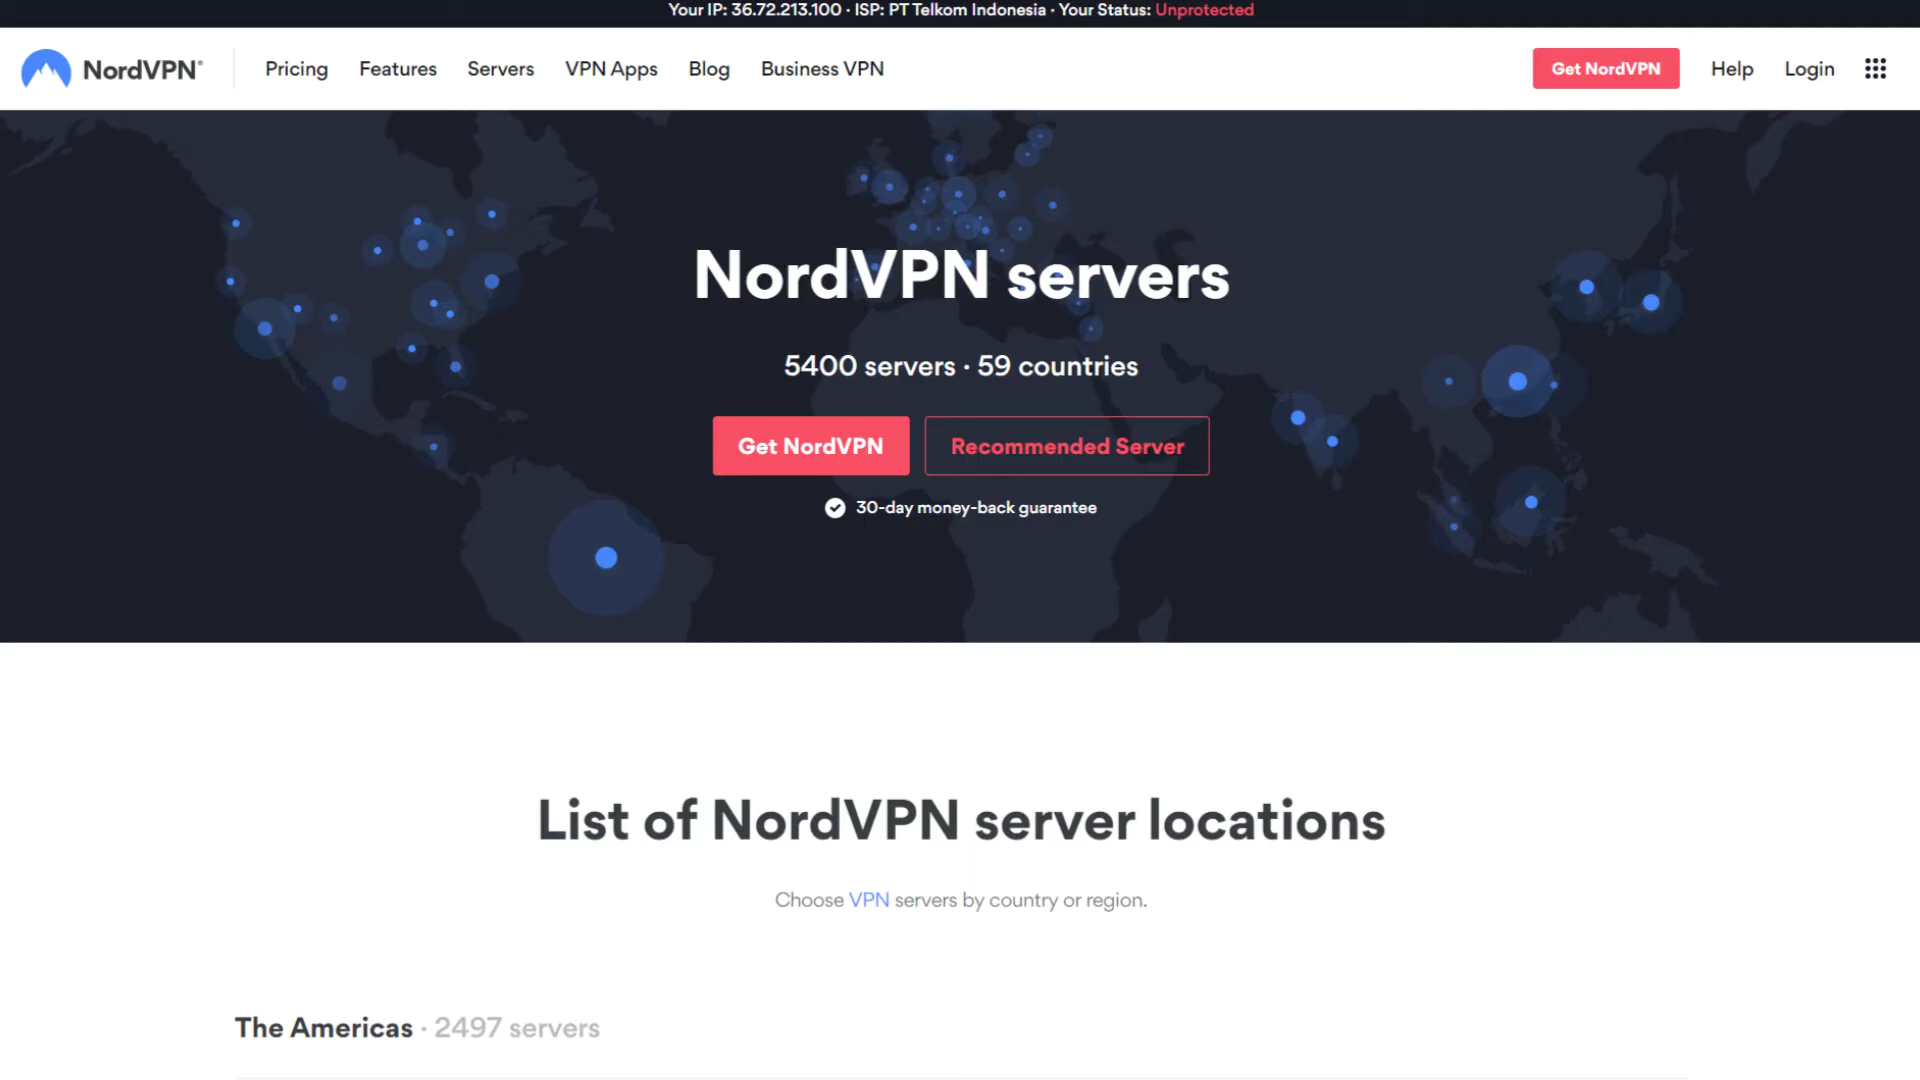 Your IP: 36.72.213.100 · ISP: PT Telkom Indonesia · Your Status: Unprotected
NordVPN® Pricing Features Servers VPN Apps Blog Business VPN Get NordVPN Help Login
NordVPN servers
5400 servers · 59 countries
Get NordVPN Recommended Server
30-day money-back guarantee
List of NordVPN server locations
Choose VPN servers by country or region.
The Americas · 2497 servers